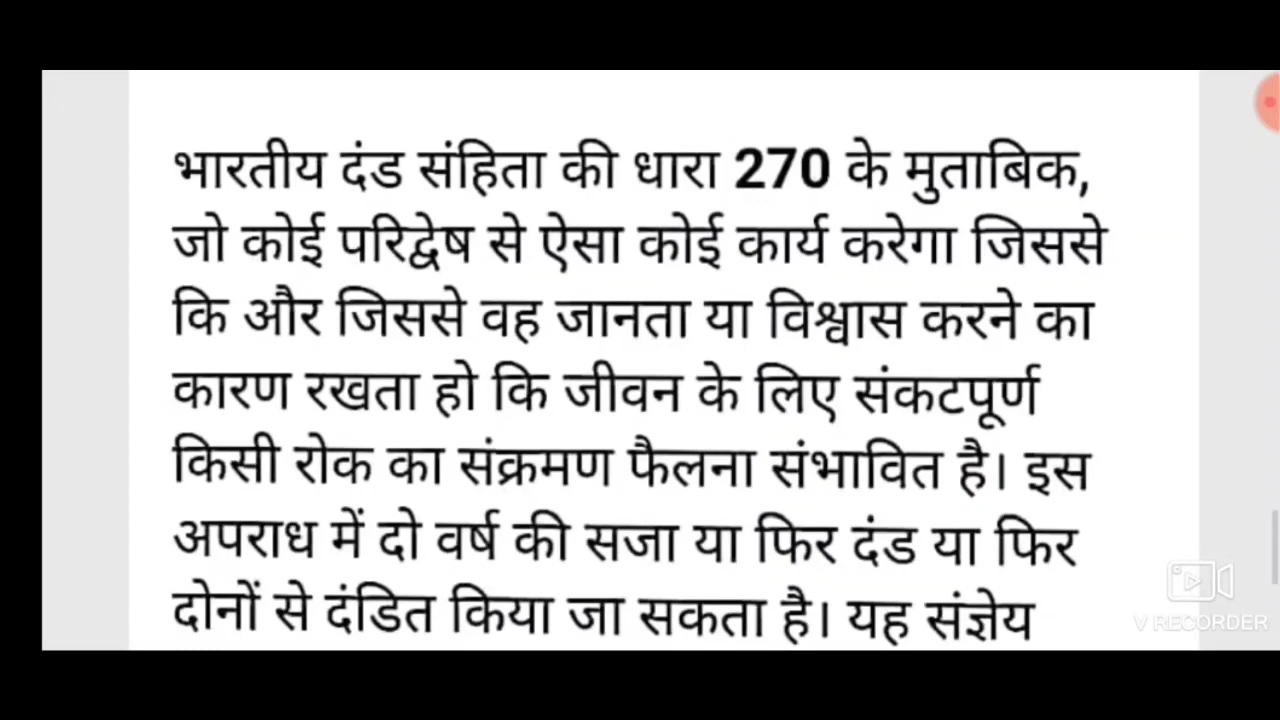 भारतीय दंड संहिता की धारा 270 के मुताबिक,
जो कोई परिद्वेष से ऐसा कोई कार्य करेगा जिससे
कि और जिससे वह जानता या विश्वास करने का
कारण रखता हो कि जीवन के लिए संकटपूर्ण
किसी रोक का संक्रमण फैलना संभावित है। इस
अपराध में दो वर्ष की सजा या फिर दंड या फिर
दोनों से दंडित किया जा सकता है। यह संज्ञेय
V RECORDER